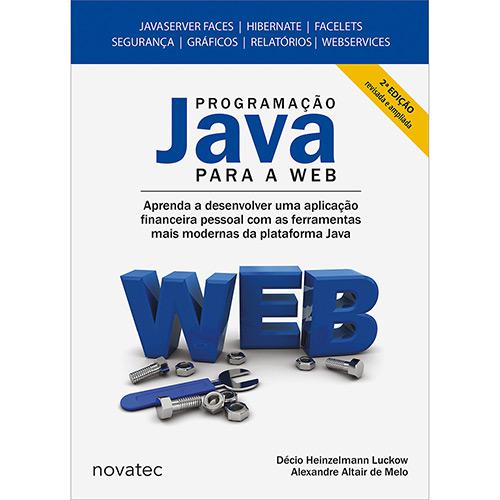 JAVASERVER FACES | HIBERNATE | FACELETS
SEGURANÇA | GRÁFICOS | RELATÓRIOS | WEBSERVICES
2ª EDIÇÃO
revisada e ampliada
PROGRAMAÇÃO
Java
PARA A WEB
Aprenda a desenvolver uma aplicação
financeira pessoal com as ferramentas
mais modernas da plataforma Java
WEB
Décio Heinzelmann Luckow
Alexandre Altair de Melo
novatec